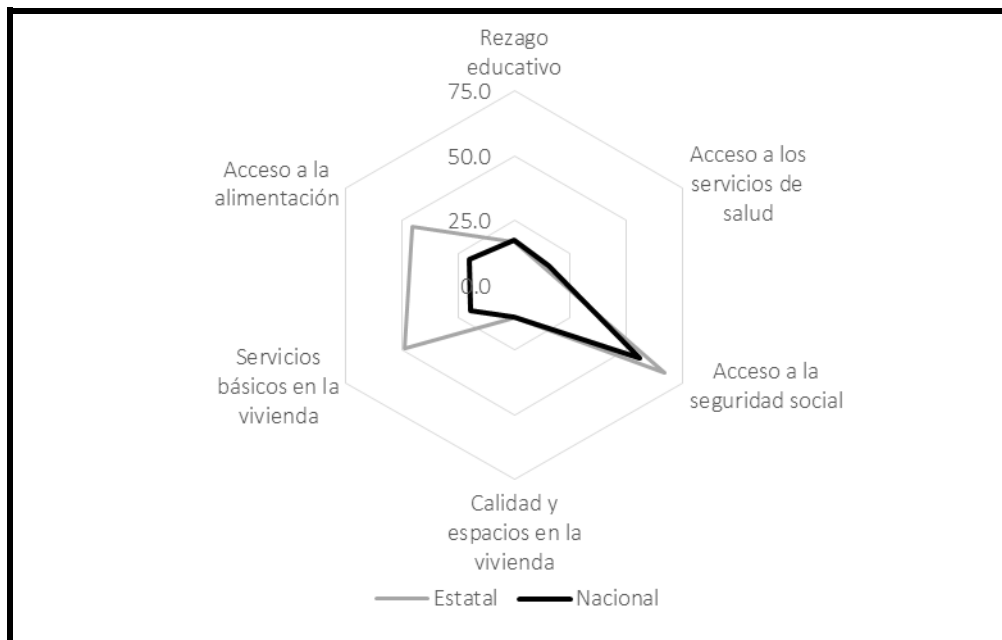 Rezago
educativo
75.0
Acceso a los
servicios de
salud
50.0
Acceso a la
alimentación
25.0
0.0
Servicios
básicos en la
vivienda
Acceso a la
seguridad social
Calidad y
espacios en la
vivienda
Estatal
Nacional